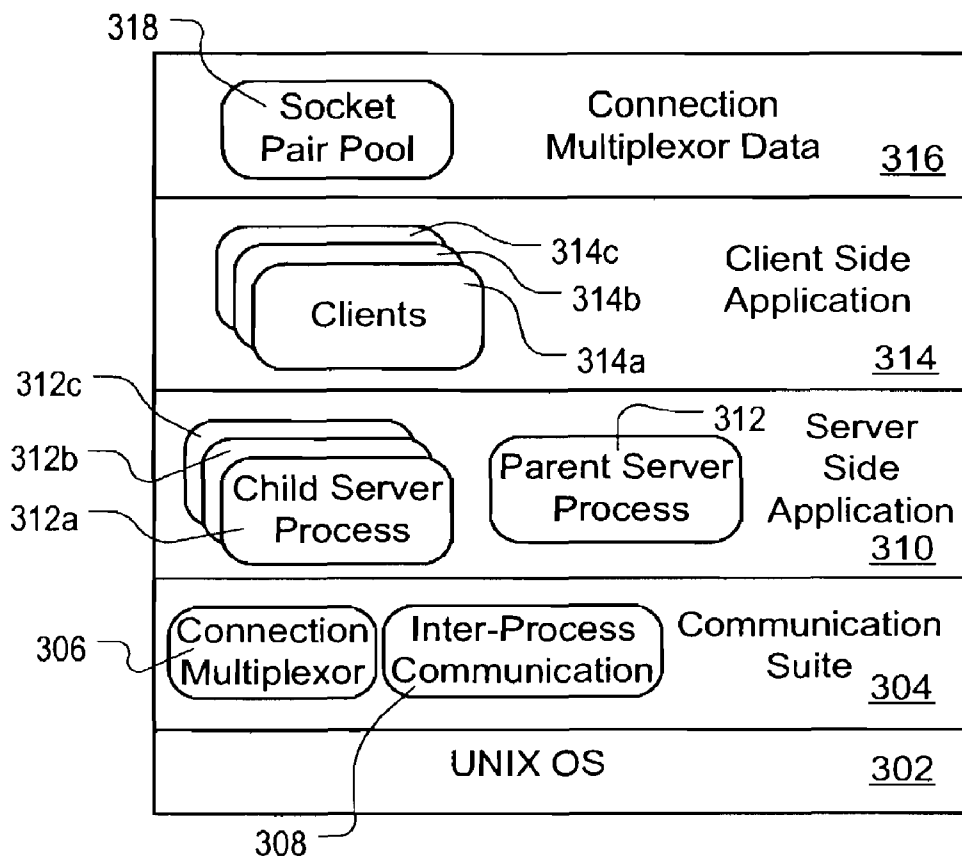 318
Socket
Pair Pool
Connection
Multiplexor Data
316
314c
314b
Clients
314a
Client Side
Application
314
312c
312b
312a
Child Server
Process
312
Parent Server
Process
Server
Side
Application
310
306
Connection
Multiplexor
Inter-Process
Communication
Communication
Suite
304
UNIX OS
302
308